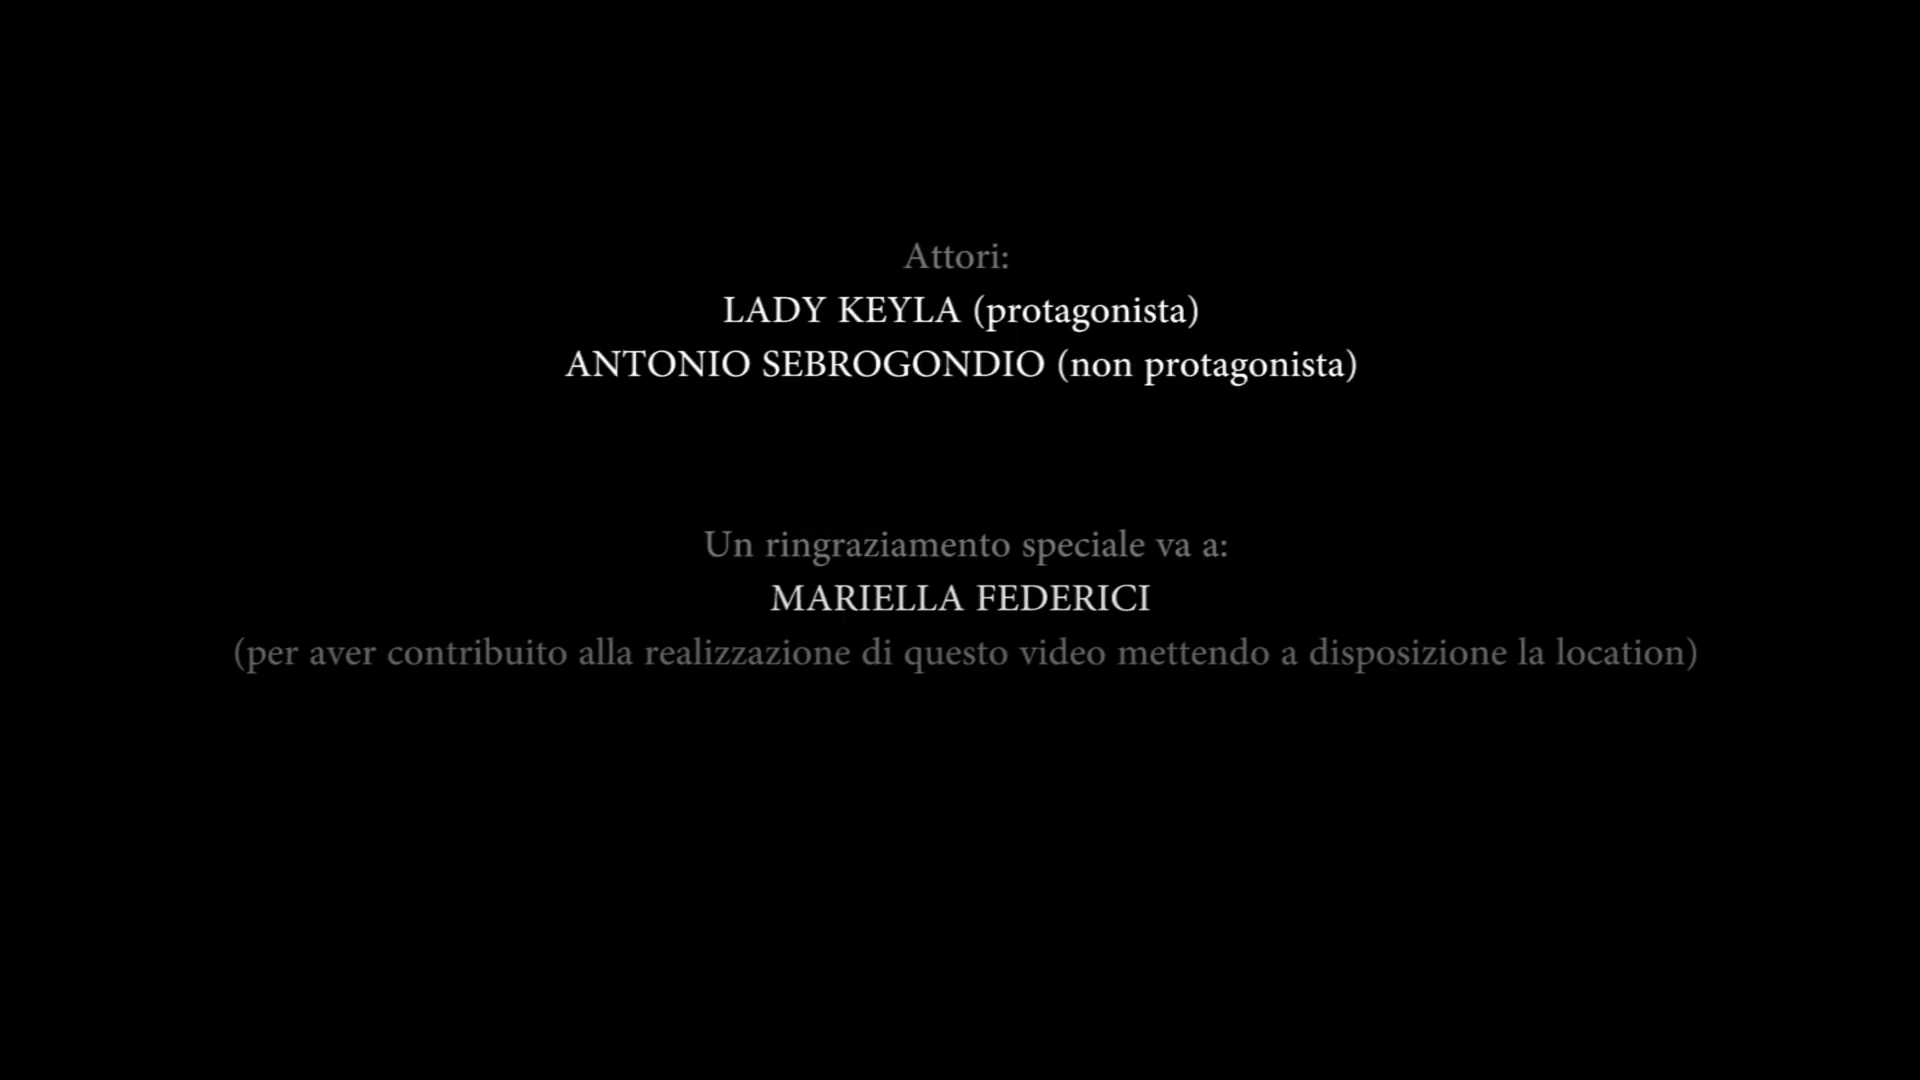 Attori:
LADY KEYLA (protagonista)
ANTONIO SEBROGONDIO (non protagonista)
Un ringraziamento speciale va a:
MARIELLA FEDERICI
(per aver contribuito alla realizzazione di questo video mettendo a disposizione la location)